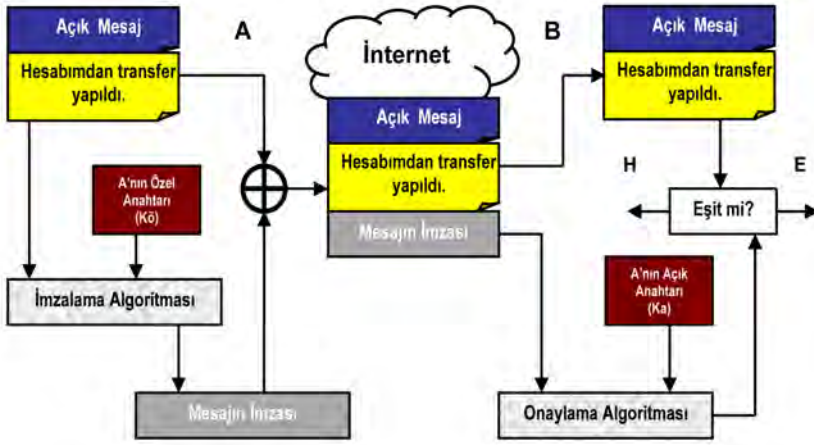 Açık Mesaj
Hesabımdan transfer
yapıldı.
A
A'nın Özel
Anahtarı
(Kö)
İmzalama Algoritması
Mesajın İmzası
İnternet
Açık Mesaj
Hesabımdan transfer
yapıldı.
Mesajın İmzası
B
Açık Mesaj
Hesabımdan transfer
yapıldı.
H
E
Eşit mi?
A'nın Açık
Anahtarı
(Ka)
Onaylama Algoritması